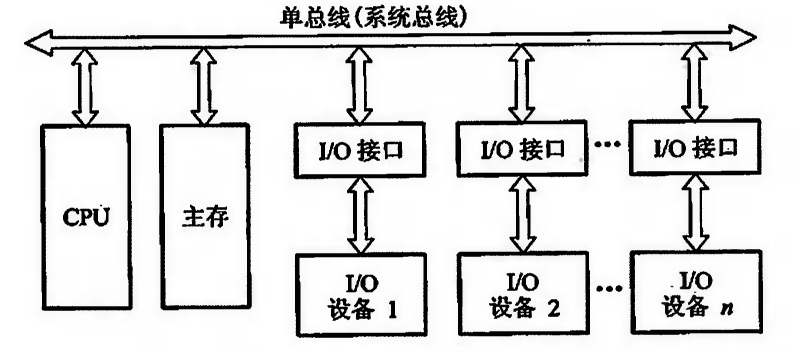 单总线(系统总线)
CPU
主存
I/O 接口
I/O 接口
···
I/O 接口
I/O
设备 1
I/O
设备 2
···
I/O
设备 n